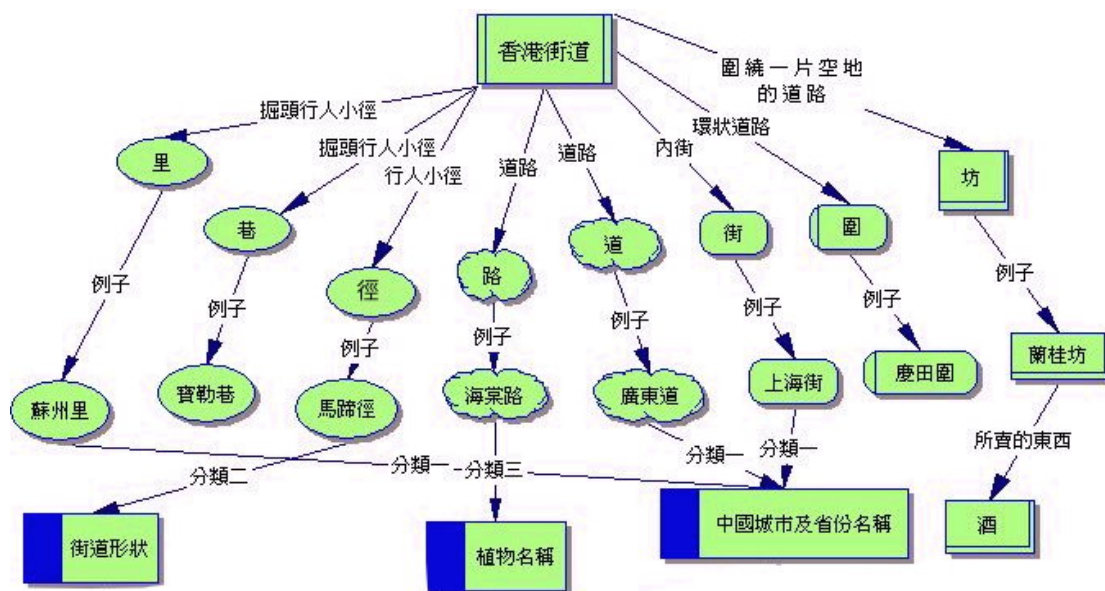 香港街道
圍繞一片空地
的道路
掘頭行人小徑
環狀道路
掘頭行人小徑
內街
道路
道路
行人小徑
里
坊
巷
街
圍
道
路
徑
例子
例子
例子
例子
例子
例子
例子
例子
蘇州里
寶勒巷
馬蹄徑
海棠路
廣東道
上海街
慶田圍
蘭桂坊
所賣的東西
分類二
分類一
分類三
分類一
分類一
街道形狀
植物名稱
中國城市及省份名稱
酒